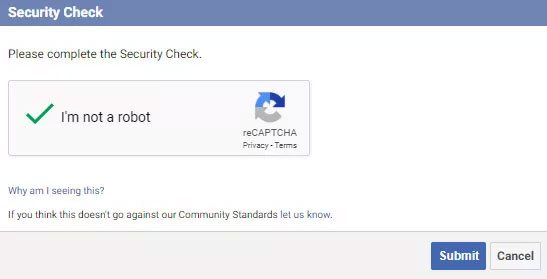 Security Check
Please complete the Security Check.
I'm not a robot
reCAPTCHA
Privacy - Terms
Why am I seeing this?
If you think this doesn't go against our Community Standards let us know.
Submit Cancel